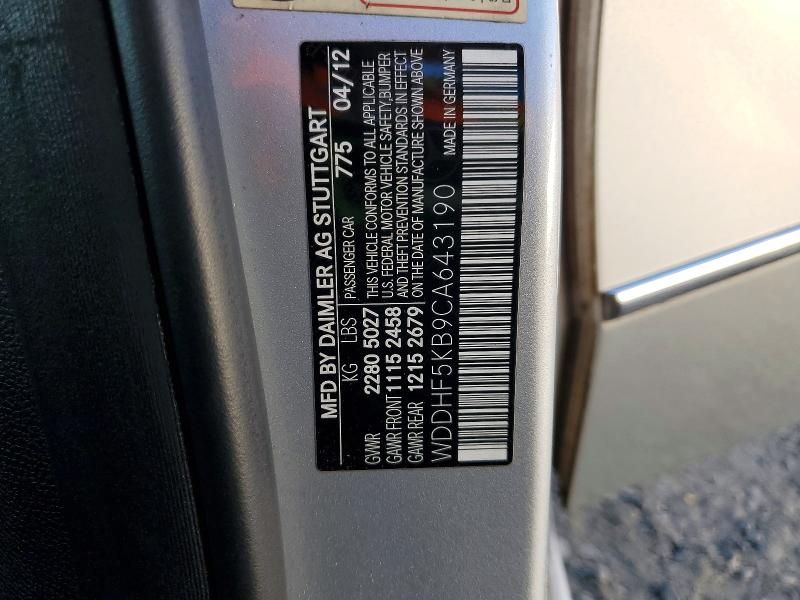 MFD BY DAIMLER AG STUTTGART
KG LBS PASSENGER CAR 775 04/12
GVWR 2280 5027 THIS VEHICLE CONFORMS TO ALL APPLICABLE
U.S. FEDERAL MOTOR VEHICLE SAFETY,BUMPER
GAWR FRONT 1115 2458 AND THEFT PREVENTION STANDARDS IN EFFECT
GAWR REAR 1215 2679 ON THE DATE OF MANUFACTURE SHOWN ABOVE
WDDHF5KB9CA643190 MADE IN GERMANY